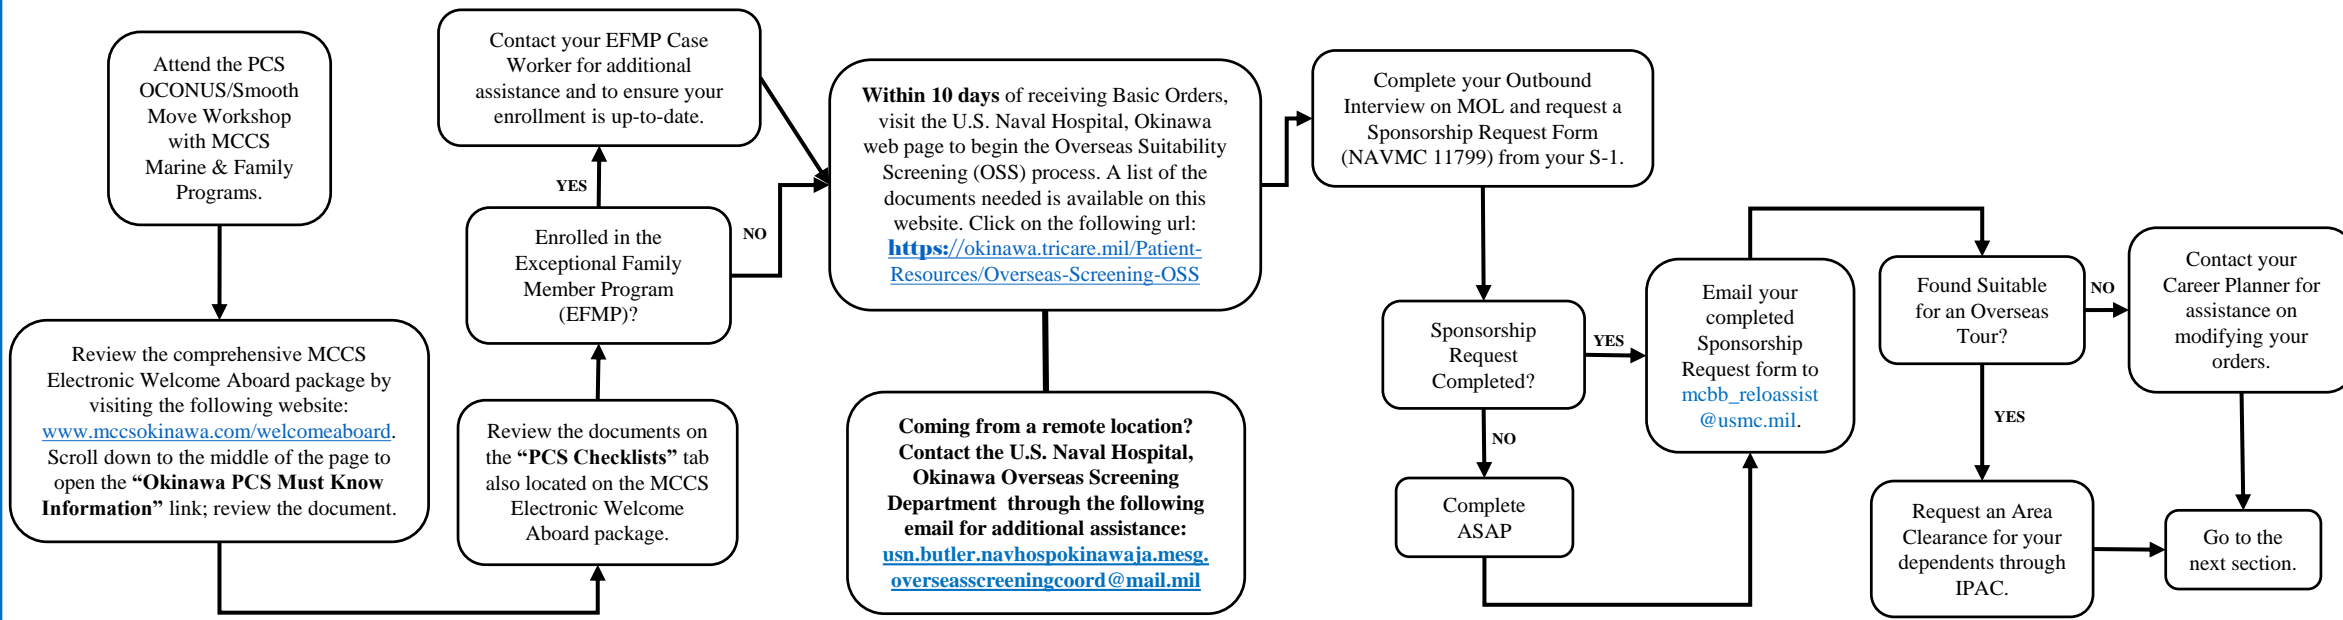 Attend the PCS
OCONUS/Smooth
Move Workshop
with MCCS
Marine & Family
Programs.
Review the comprehensive MCCS
Electronic Welcome Aboard package by
visiting the following website:
www.mccsokinawa.com/welcomeaboard.
Scroll down to the middle of the page to
open the “Okinawa PCS Must Know
Information” link; review the document.
Review the documents on
the “PCS Checklists” tab
also located on the MCCS
Electronic Welcome
Aboard package.
Enrolled in the
Exceptional Family
Member Program
(EFMP)?
YES
NO
Contact your EFMP Case
Worker for additional
assistance and to ensure your
enrollment is up-to-date.
Within 10 days of receiving Basic Orders,
visit the U.S. Naval Hospital, Okinawa
web page to begin the Overseas Suitability
Screening (OSS) process. A list of the
documents needed is available on this
website. Click on the following url:
https://okinawa.tricare.mil/Patient-
Resources/Overseas-Screening-OSS
Coming from a remote location?
Contact the U.S. Naval Hospital,
Okinawa Overseas Screening
Department through the following
email for additional assistance:
usn.butler.navhospokinawaja.mesg.
overseasscreeningcoord@mail.mil
Complete your Outbound
Interview on MOL and request a
Sponsorship Request Form
(NAVMC 11799) from your S-1.
Sponsorship
Request
Completed?
YES
NO
Complete
ASAP
Email your
completed
Sponsorship
Request form to
mcbb_reloassist
@usmc.mil.
Found Suitable
for an Overseas
Tour?
NO
YES
Contact your
Career Planner for
assistance on
modifying your
orders.
Request an Area
Clearance for your
dependents through
IPAC.
Go to the
next section.